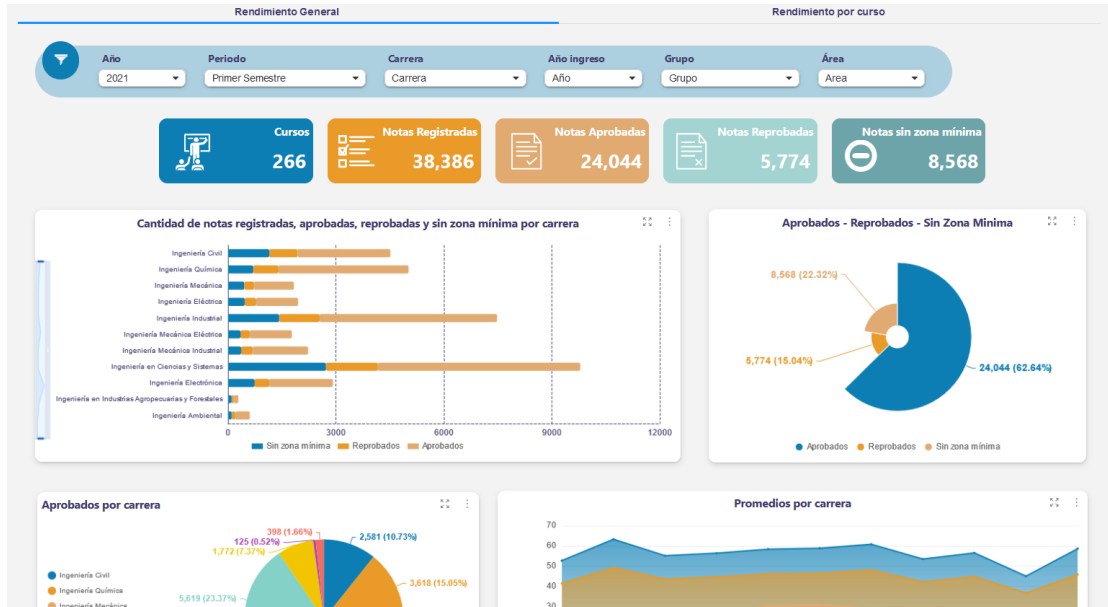 Rendimiento General
Rendimiento por curso
Año
Periodo
Carrera
Año ingreso
Grupo
Área
2021
Primer Semestre
Carrera
Año
Grupo
Area
Cursos
266
Notas Registradas
38,386
Notas Aprobadas
24,044
Notas Reprobadas
5,774
Notas sin zona mínima
8,568
Cantidad de notas registradas, aprobadas, reprobadas y sin zona mínima por carrera
Ingeniería Civil
Ingeniería Química
Ingeniería Mecánica
Ingeniería Eléctrica
Ingeniería Industrial
Ingeniería Mecánica Eléctrica
Ingeniería Mecánica Industrial
Ingeniería en Ciencias y Sistemas
Ingeniería Electrónica
Ingeniería en Industrias Agropecuarias y Forestales
Ingeniería Ambiental
0
3000
6000
9000
12000
Sin zona mínima
Reprobados
Aprobados
Aprobados - Reprobados - Sin Zona Minima
8,568 (22.32%)
5,774 (15.04%)
24,044 (62.64%)
Aprobados
Reprobados
Sin zona mínima
Aprobados por carrera
398 (1.66%)
125 (0.52%)
1,772 (7.37%)
2,581 (10.73%)
3,618 (15.05%)
5,619 (23.37%)
Ingeniería Civil
Ingeniería Química
Ingeniería Mecánica
Promedios por carrera
70
60
50
40
30